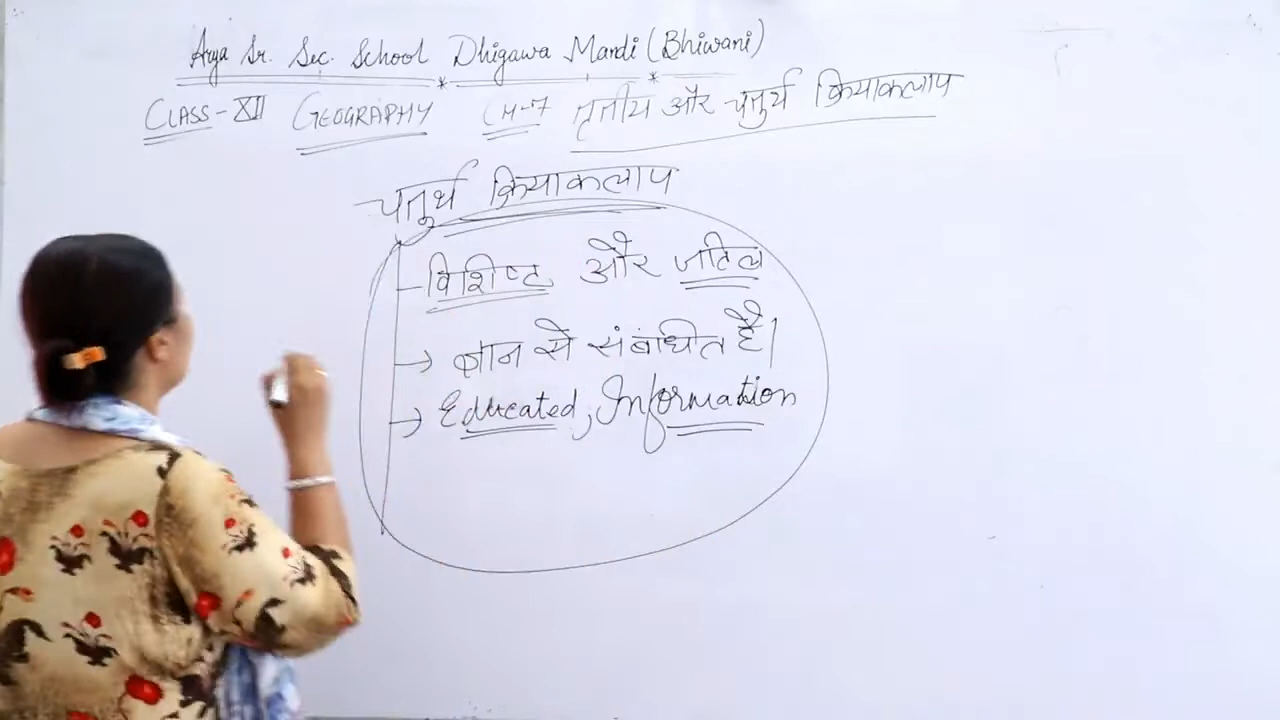 Arya Sr. Sec. School Dhigawa Mandi (Bhiwani)
CLASS-XII GEOGRAPHY CH-7 तृतीय और चतुर्थ क्रियाकलाप
चतुर्थ क्रियाकलाप
- विशिष्ट और जटिल
→ ज्ञान से संबंधित है।
→ Educated, Information